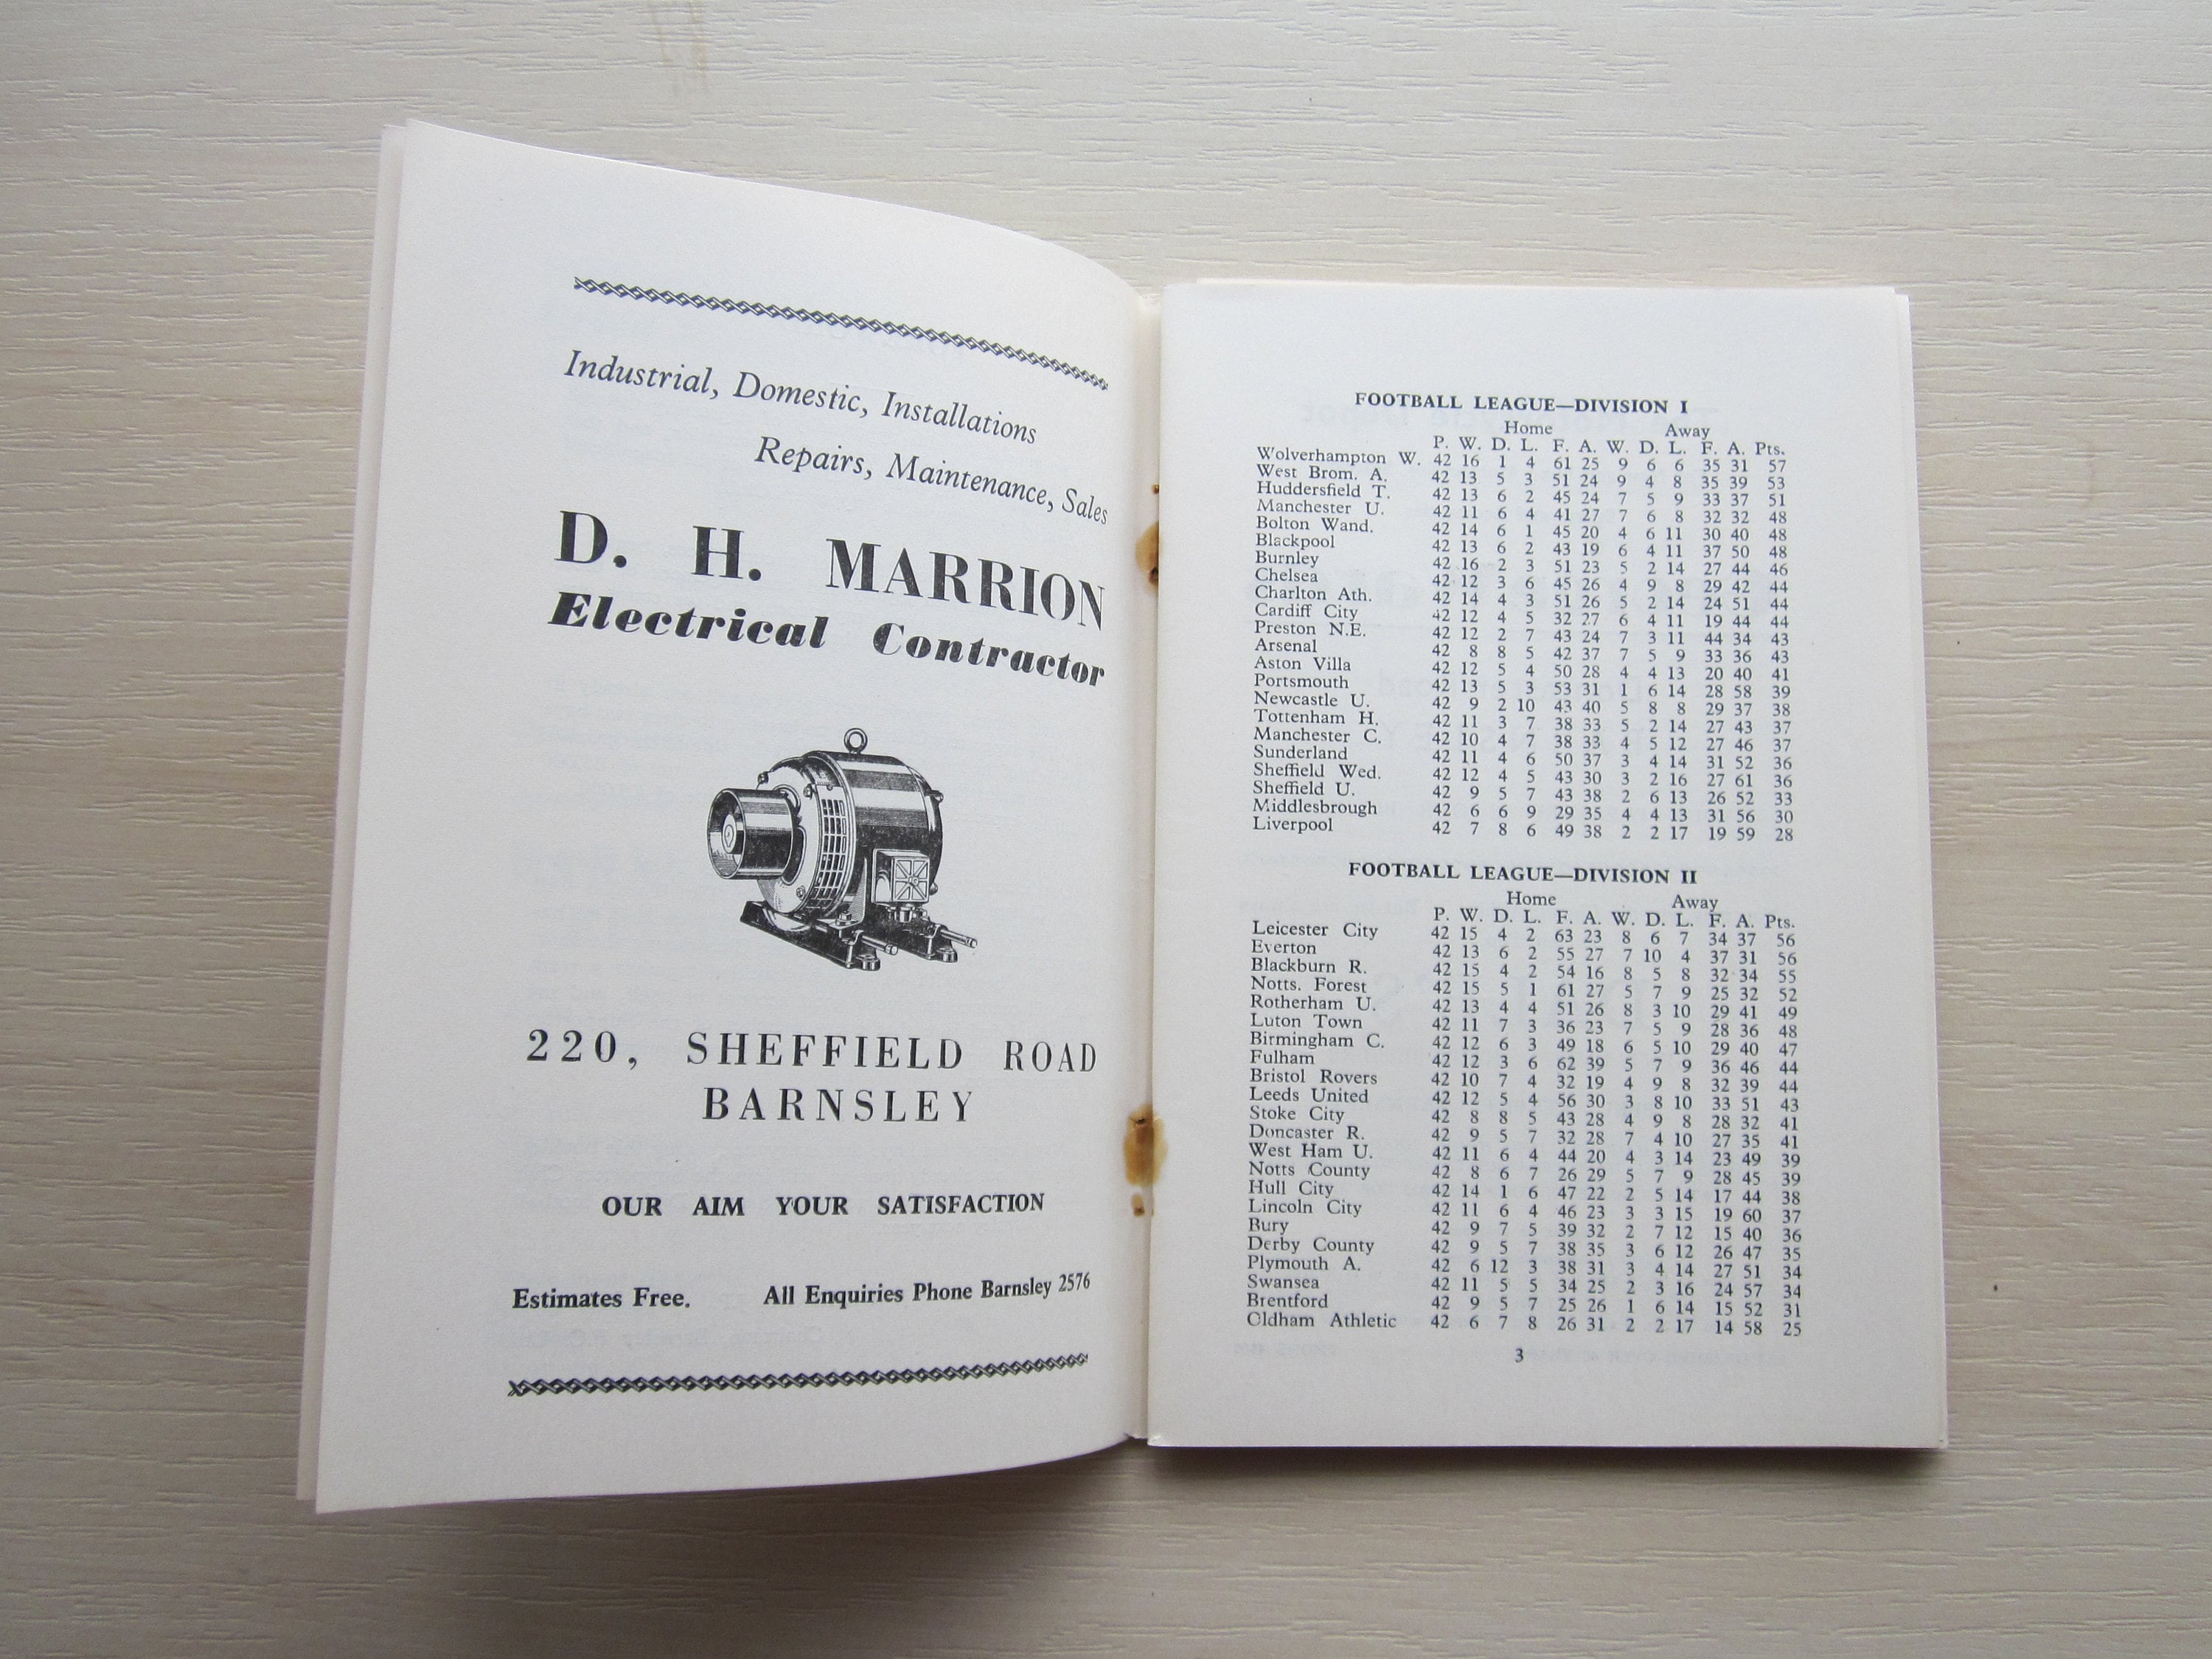 Industrial, Domestic, Installations
Repairs, Maintenance, Sales
D. H. MARRION
Electrical Contractor
220, SHEFFIELD ROAD
BARNSLEY
OUR AIM YOUR SATISFACTION
Estimates Free. All Enquiries Phone Barnsley 2576
FOOTBALL LEAGUE—DIVISION I
Home Away
P. W. D. L. F. A. W. D. L. F. A. Pts.
Wolverhampton W. 42 16 1 4 61 25 9 6 6 35 31 57
West Brom. A. 42 13 5 3 51 24 9 4 8 35 39 53
Huddersfield T. 42 13 6 2 45 24 7 5 9 33 37 51
Manchester U. 42 11 6 4 41 27 7 6 8 32 32 48
Bolton Wand. 42 14 6 1 45 20 4 6 11 30 40 48
Blackpool 42 13 6 2 43 19 6 4 11 37 50 48
Burnley 42 16 2 3 51 23 5 2 14 27 44 46
Chelsea 42 12 3 6 45 26 4 9 8 29 42 44
Charlton Ath. 42 14 4 3 51 26 5 2 14 24 51 44
Cardiff City 42 12 4 5 32 27 6 4 11 19 44 44
Preston N.E. 42 12 2 7 43 24 7 3 11 44 34 43
Arsenal 42 8 8 5 42 37 7 5 9 33 36 43
Aston Villa 42 12 5 4 50 28 4 4 13 20 40 41
Portsmouth 42 13 5 3 53 31 1 6 14 28 58 39
Newcastle U. 42 9 2 10 43 40 5 8 8 29 37 38
Tottenham H. 42 11 3 7 38 33 5 2 14 27 43 37
Manchester C. 42 10 4 7 38 33 4 5 12 27 46 37
Sunderland 42 11 4 6 50 37 3 4 14 31 52 36
Sheffield Wed. 42 12 4 5 43 30 3 2 16 27 61 36
Sheffield U. 42 9 5 7 43 38 2 6 13 26 52 33
Middlesbrough 42 6 6 9 29 35 4 4 13 31 56 30
Liverpool 42 7 8 6 49 38 2 2 17 19 59 28
FOOTBALL LEAGUE—DIVISION II
Home Away
P. W. D. L. F. A. W. D. L. F. A. Pts.
Leicester City 42 15 4 2 63 23 8 6 7 34 37 56
Everton 42 13 6 2 55 27 7 10 4 37 31 56
Blackburn R. 42 15 4 2 54 16 8 5 8 32 34 55
Notts. Forest 42 15 5 1 61 27 5 7 9 25 32 52
Rotherham U. 42 13 4 4 51 26 8 3 10 29 41 49
Luton Town 42 11 7 3 36 23 7 5 9 28 36 48
Birmingham C. 42 12 6 3 49 18 6 5 10 29 40 47
Fulham 42 12 3 6 62 39 5 7 9 36 46 44
Bristol Rovers 42 10 7 4 32 19 4 9 8 32 39 44
Leeds United 42 12 5 4 56 30 3 8 10 33 51 43
Stoke City 42 8 8 5 43 28 4 9 8 28 32 41
Doncaster R. 42 9 5 7 32 28 7 4 10 27 35 41
West Ham U. 42 11 6 4 44 20 4 3 14 23 49 39
Notts County 42 8 6 7 26 29 5 7 9 28 45 39
Hull City 42 14 1 6 47 22 2 5 14 17 44 38
Lincoln City 42 11 6 4 46 23 3 3 15 19 60 37
Bury 42 9 7 5 39 32 2 7 12 15 40 36
Derby County 42 9 5 7 38 35 3 6 12 26 47 35
Plymouth A. 42 6 12 3 38 31 3 4 14 27 51 34
Swansea 42 11 5 5 34 25 2 3 16 24 57 34
Brentford 42 9 5 7 25 26 1 6 14 15 52 31
Oldham Athletic 42 6 7 8 26 31 2 2 17 14 58 25
3